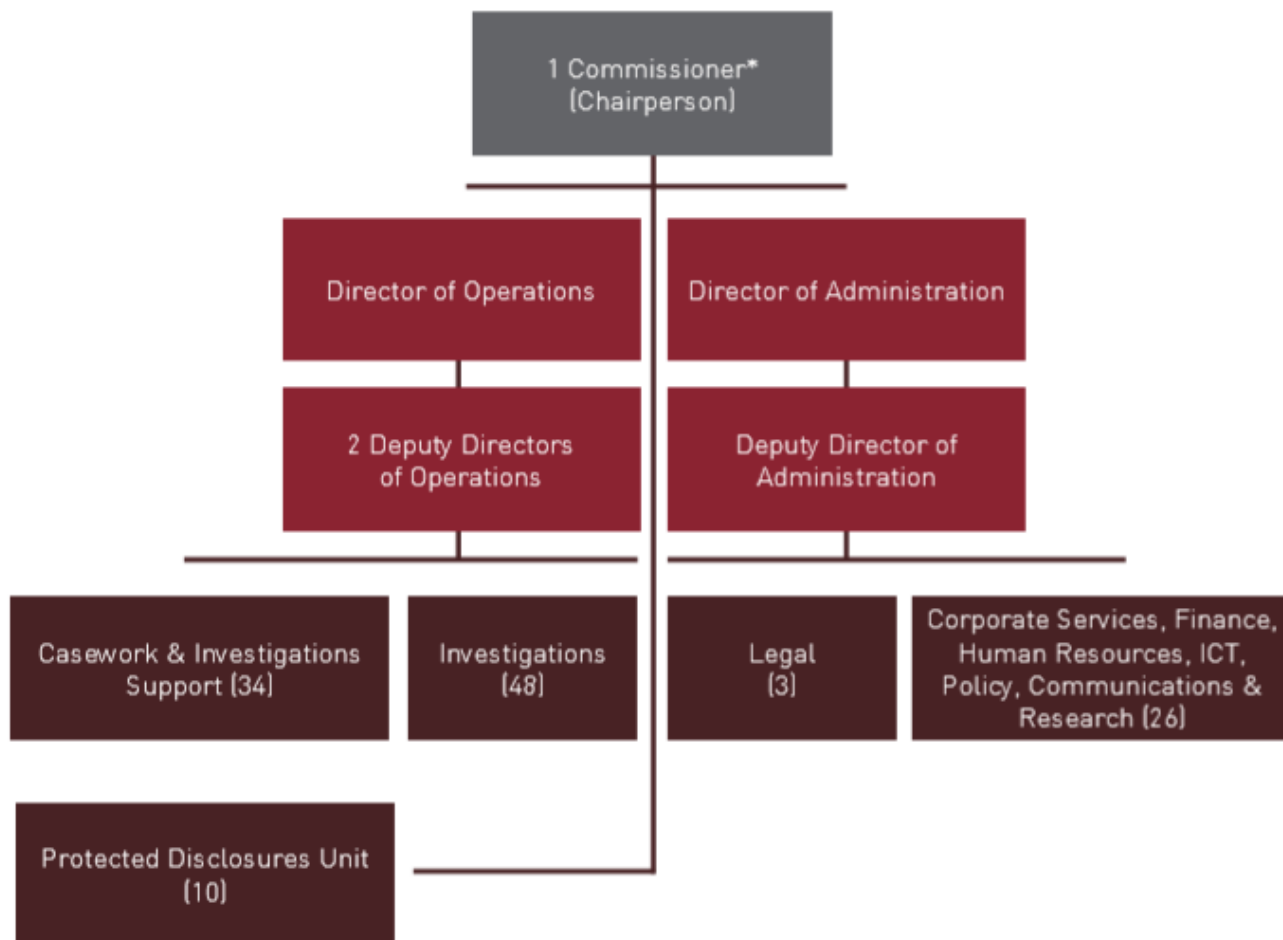 1 Commissioner*
(Chairperson)
Director of Operations
Director of Administration
2 Deputy Directors
of Operations
Deputy Director of
Administration
Casework & Investigations
Support (34)
Investigations
(48)
Legal
(3)
Corporate Services, Finance,
Human Resources, ICT,
Policy, Communications &
Research (26)
Protected Disclosures Unit
(10)